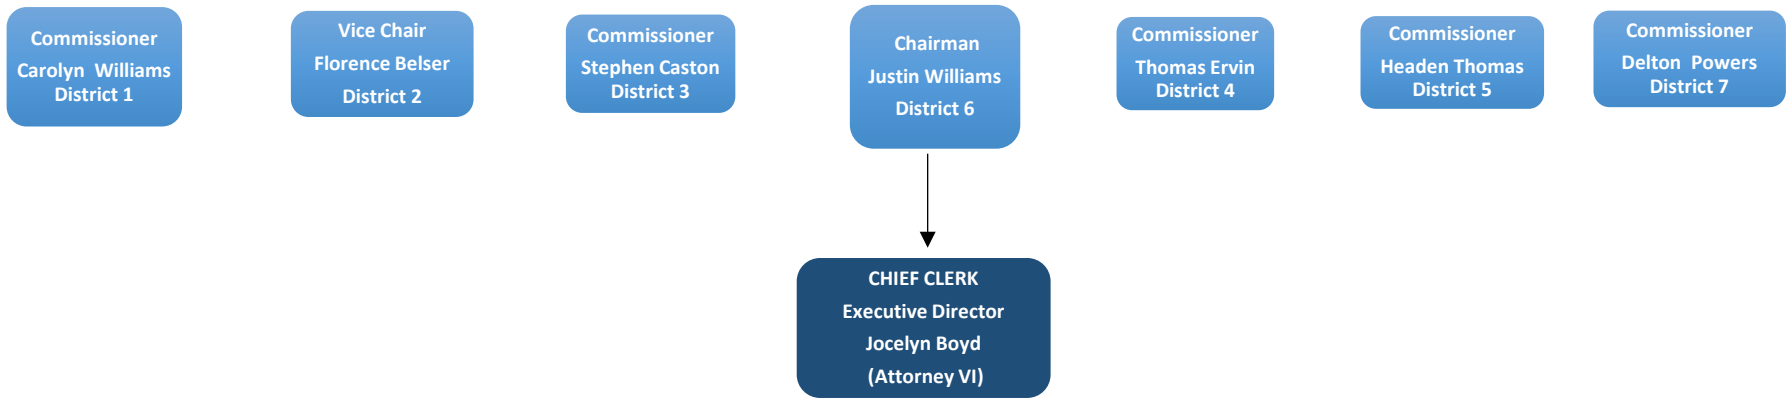 Commissioner
Carolyn  Williams
District 1
Vice Chair
Florence Belser
District 2
Commissioner
Stephen Caston
District 3
Chairman
Justin Williams
District 6
Commissioner
Thomas Ervin
District 4
Commissioner
Headen Thomas
District 5
Commissioner
Delton  Powers
District 7
CHIEF CLERK
Executive Director
Jocelyn Boyd
(Attorney VI)